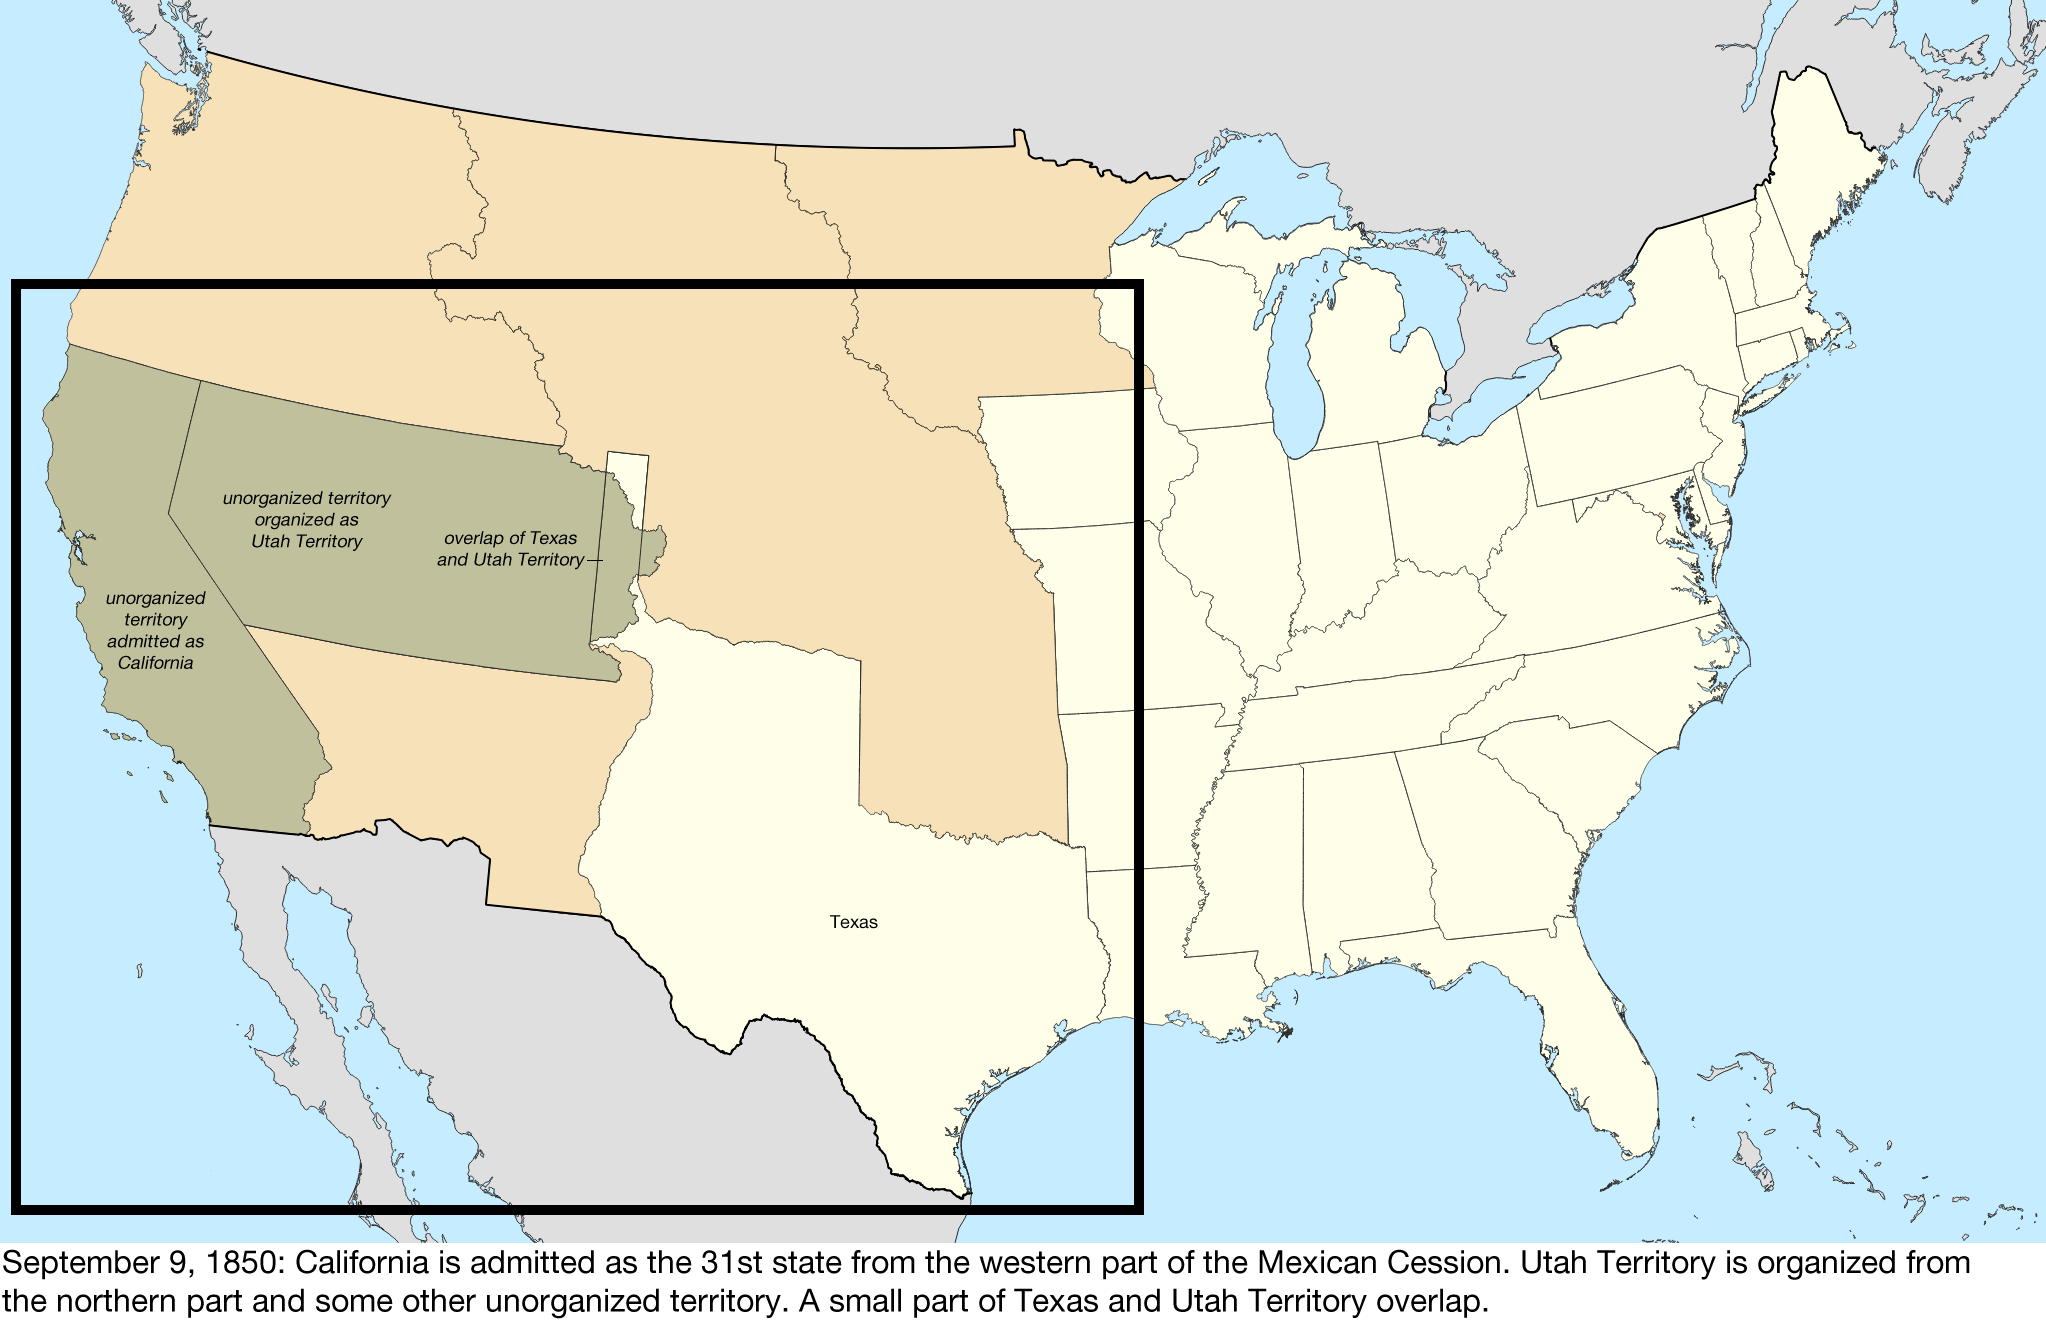 unorganized territory
organized as
Utah Territory
overlap of Texas
and Utah Territory
unorganized
territory
admitted as
California
Texas
September 9, 1850: California is admitted as the 31st state from the western part of the Mexican Cession. Utah Territory is organized from
the northern part and some other unorganized territory. A small part of Texas and Utah Territory overlap.